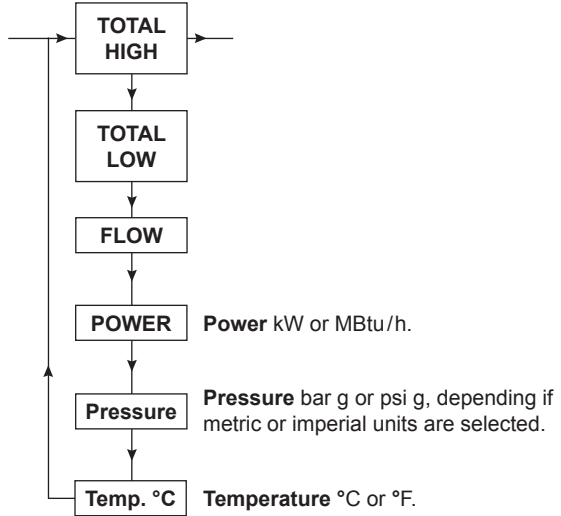 TOTAL
HIGH
TOTAL
LOW
FLOW
POWER
Power kW or MBtu/h.
Pressure
Pressure bar g or psi g, depending if
metric or imperial units are selected.
Temp. °C
Temperature °C or °F.